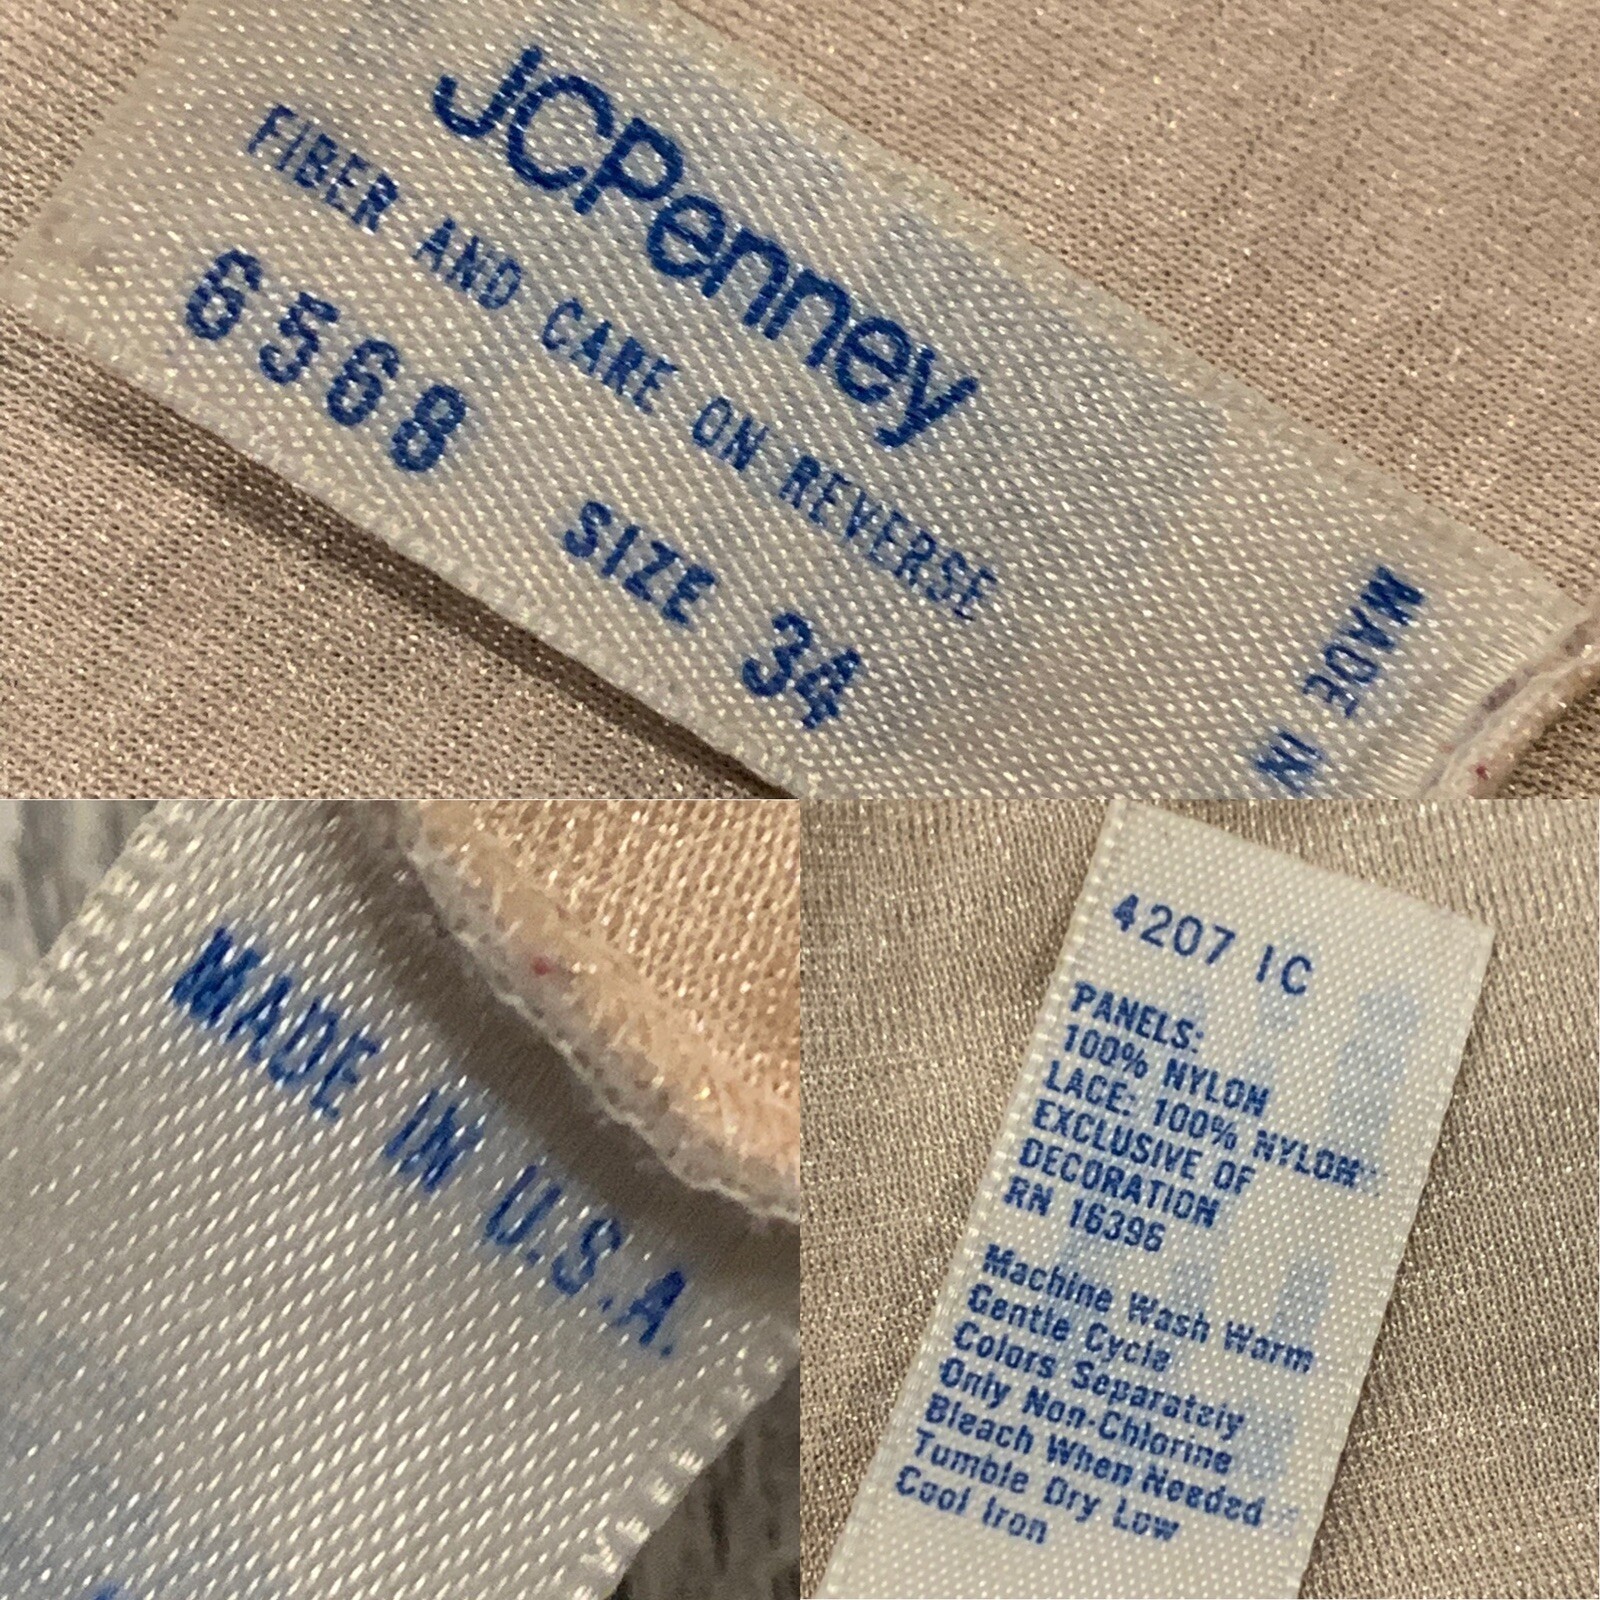 JCPenney
FIBER AND CARE ON REVERSE
6568 SIZE 34
MADE IN
MADE IN U.S.A.
4207 IC
PANELS:
100% NYLON
LACE: 100% NYLON
EXCLUSIVE OF
DECORATION
RN 16396
Machine Wash Warm
Gentle Cycle
Colors Separately
Only Non-Chlorine
Bleach When Needed
Tumble Dry Low
Cool Iron